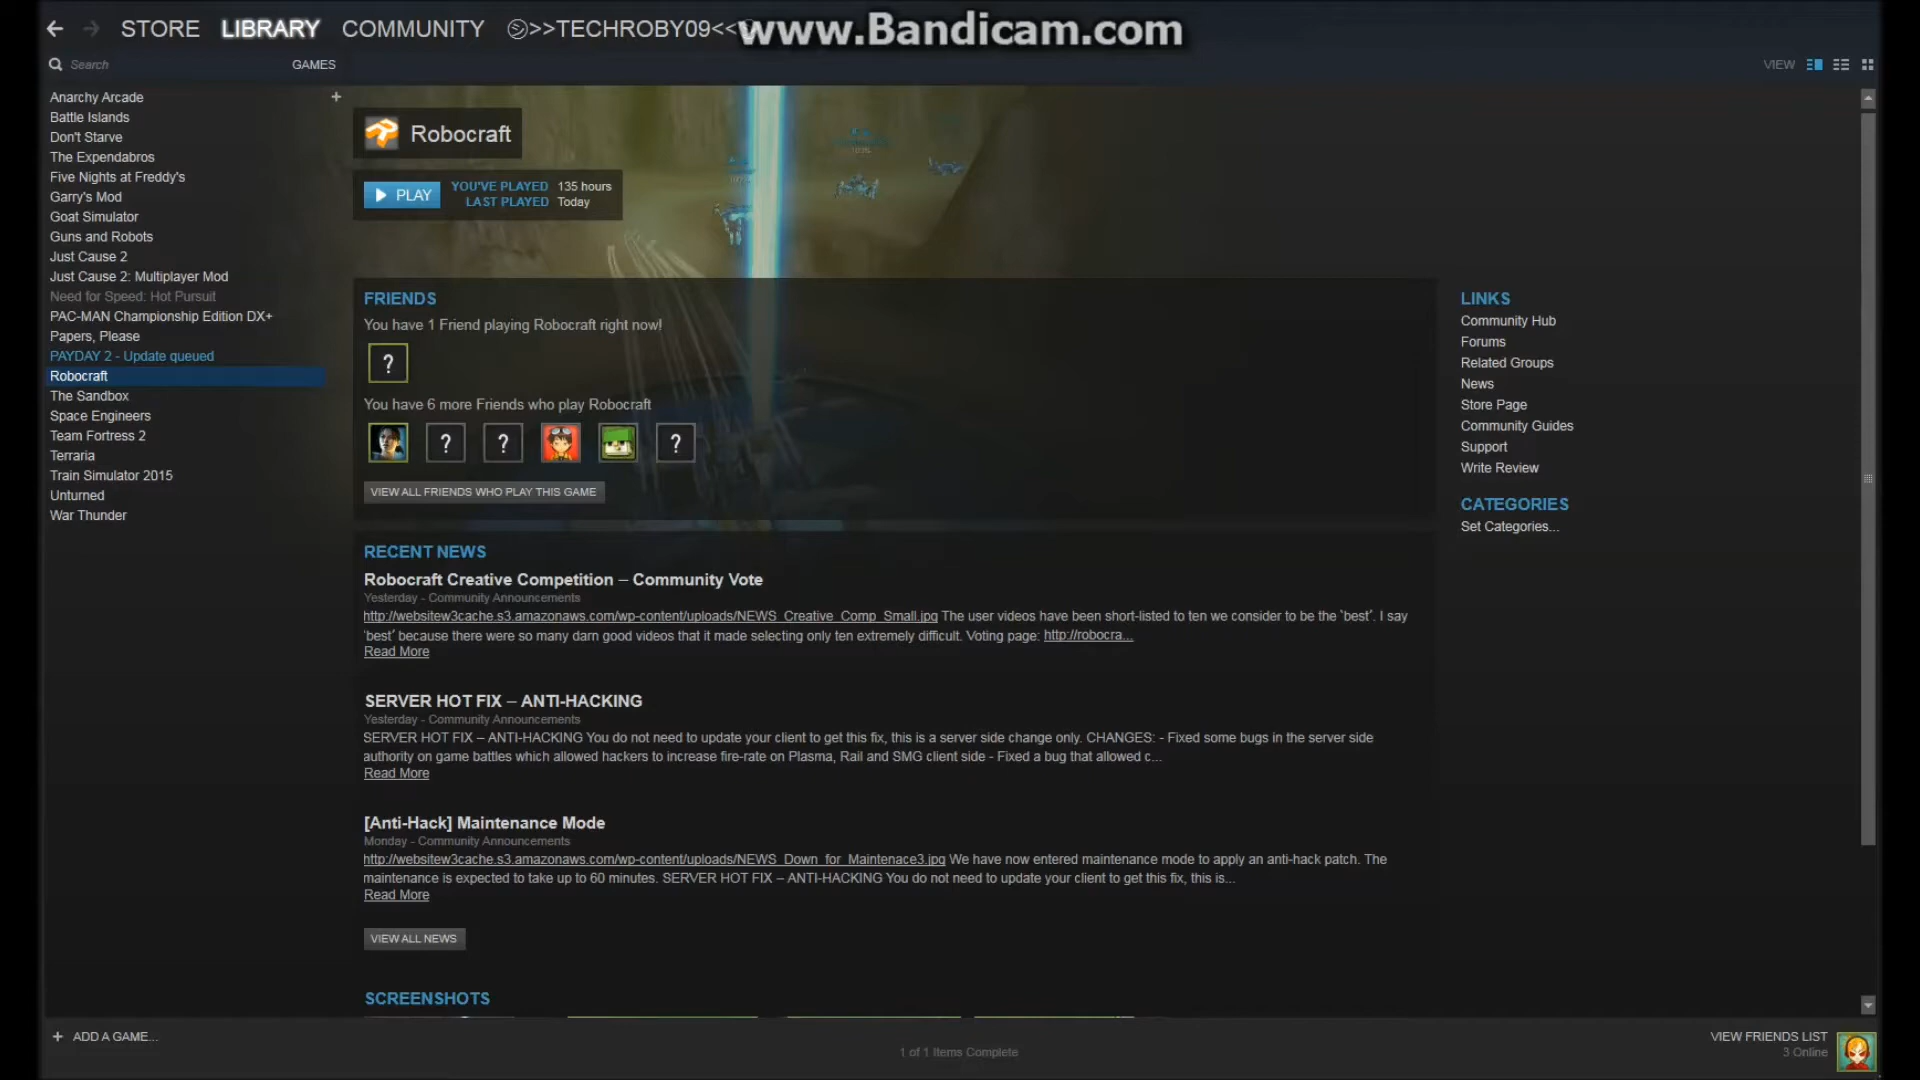 STORE LIBRARY COMMUNITY >>TECHROBY09<<
www.Bandicam.com
Search GAMES VIEW
Anarchy Arcade +
Battle Islands
Don't Starve
The Expendabros
Five Nights at Freddy's
Garry's Mod
Goat Simulator
Guns and Robots
Just Cause 2
Just Cause 2: Multiplayer Mod
Need for Speed: Hot Pursuit
PAC-MAN Championship Edition DX+
Papers, Please
PAYDAY 2 - Update queued
Robocraft
The Sandbox
Space Engineers
Team Fortress 2
Terraria
Train Simulator 2015
Unturned
War Thunder
Robocraft
PLAY
YOU'VE PLAYED 135 hours
LAST PLAYED Today
FRIENDS
You have 1 Friend playing Robocraft right now!
?
You have 6 more Friends who play Robocraft
? ? ?
VIEW ALL FRIENDS WHO PLAY THIS GAME
RECENT NEWS
Robocraft Creative Competition – Community Vote
Yesterday - Community Announcements
http://websitew3cache.s3.amazonaws.com/wp-content/uploads/NEWS_Creative_Comp_Small.jpg The user videos have been short-listed to ten we consider to be the ‘best’. I say
‘best’ because there were so many darn good videos that it made selecting only ten extremely difficult. Voting page: http://robocra...
Read More
SERVER HOT FIX – ANTI-HACKING
Yesterday - Community Announcements
SERVER HOT FIX – ANTI-HACKING You do not need to update your client to get this fix, this is a server side change only. CHANGES: - Fixed some bugs in the server side
authority on game battles which allowed hackers to increase fire-rate on Plasma, Rail and SMG client side - Fixed a bug that allowed c...
Read More
[Anti-Hack] Maintenance Mode
Monday - Community Announcements
http://websitew3cache.s3.amazonaws.com/wp-content/uploads/NEWS_Down_for_Maintenace3.jpg We have now entered maintenance mode to apply an anti-hack patch. The
maintenance is expected to take up to 60 minutes. SERVER HOT FIX – ANTI-HACKING You do not need to update your client to get this fix, this is...
Read More
VIEW ALL NEWS
SCREENSHOTS
LINKS
Community Hub
Forums
Related Groups
News
Store Page
Community Guides
Support
Write Review
CATEGORIES
Set Categories...
+ ADD A GAME...
1 of 1 Items Complete
VIEW FRIENDS LIST
3 Online